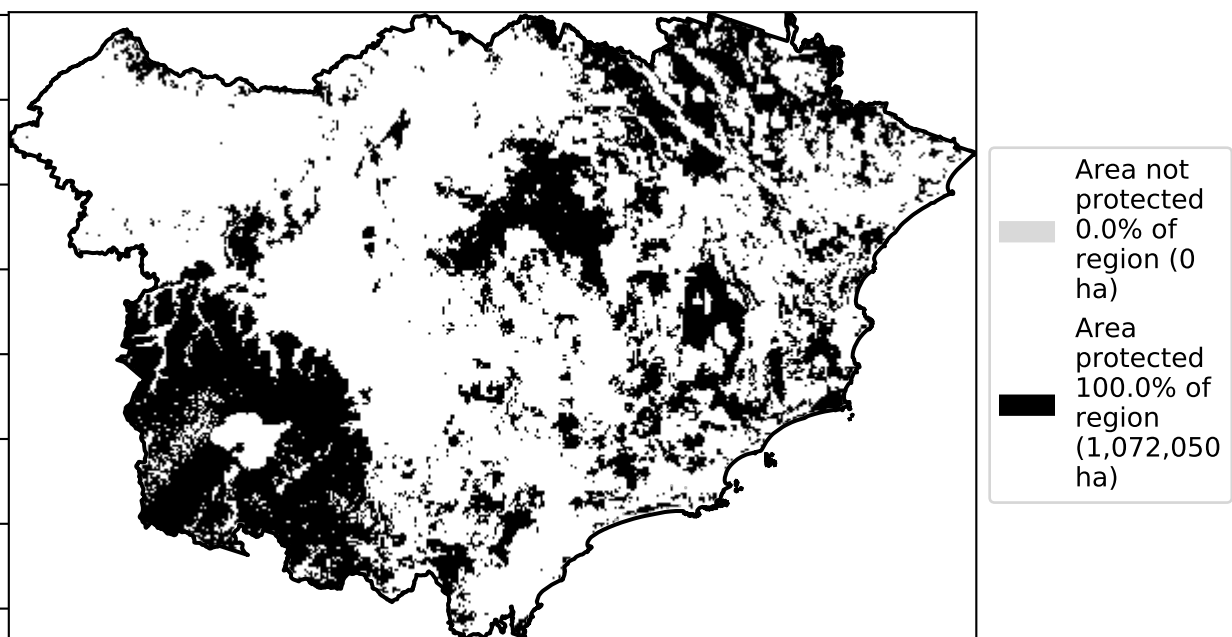 Area not
protected
0.0% of
region (0
ha)
Area
protected
100.0% of
region
(1,072,050
ha)